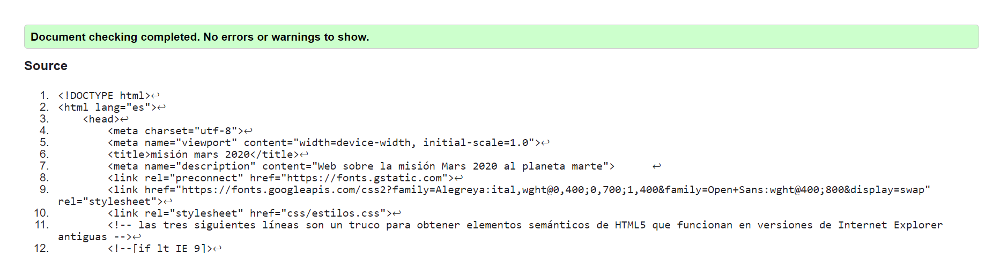 Document checking completed. No errors or warnings to show.
Source
1. <!DOCTYPE html>↩
2. <html lang="es">↩
3. <head>↩
4. <meta charset="utf-8">↩
5. <meta name="viewport" content="width=device-width, initial-scale=1.0">↩
6. <title>misión mars 2020</title>↩
7. <meta name="description" content="Web sobre la misión Mars 2020 al planeta marte"> ↩
8. <link rel="preconnect" href="https://fonts.gstatic.com">↩
9. <link href="https://fonts.googleapis.com/css2?family=Alegreya:ital,wght@0,400;0,700;1,400&family=Open+Sans:wght@400;800&display=swap"
rel="stylesheet">↩
10. <link rel="stylesheet" href="css/estilos.css">↩
11. <!-- las tres siguientes líneas son un truco para obtener elementos semánticos de HTML5 que funcionan en versiones de Internet Explorer
antiguas -->↩
12. <!--[if lt IE 9]>↩